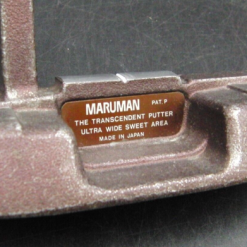 MARUMAN PAT.P
THE TRANSCENDENT PUTTER
ULTRA WIDE SWEET AREA
MADE IN JAPAN